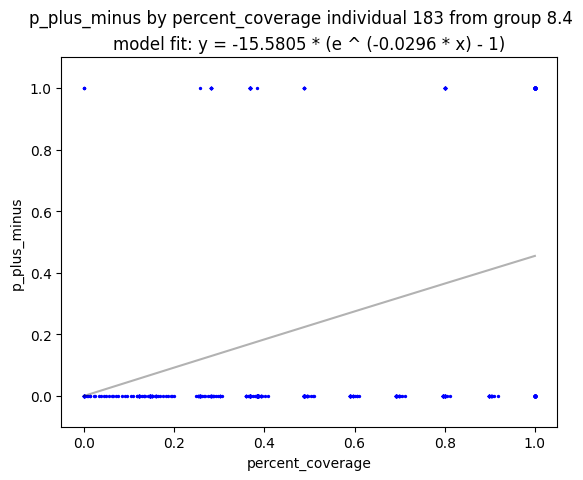 p_plus_minus by percent_coverage individual 183 from group 8.4
model fit: y = -15.5805 * (e ^ (-0.0296 * x) - 1)
1.0
0.8
0.6
0.4
0.2
0.0
p_plus_minus
0.0 0.2 0.4 0.6 0.8 1.0
percent_coverage